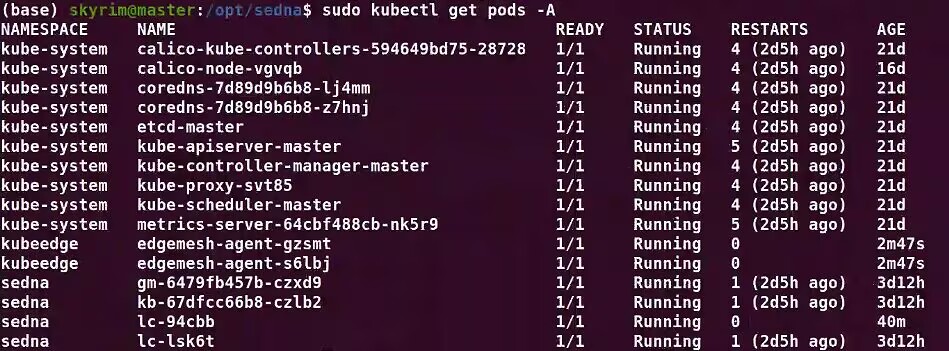 (base) skyrim@master:/opt/sedna$ sudo kubectl get pods -A
NAMESPACE NAME READY STATUS RESTARTS AGE
kube-system calico-kube-controllers-594649bd75-28728 1/1 Running 4 (2d5h ago) 21d
kube-system calico-node-vgvqb 1/1 Running 4 (2d5h ago) 16d
kube-system coredns-7d89d9b6b8-lj4mm 1/1 Running 4 (2d5h ago) 21d
kube-system coredns-7d89d9b6b8-z7hnj 1/1 Running 4 (2d5h ago) 21d
kube-system etcd-master 1/1 Running 4 (2d5h ago) 21d
kube-system kube-apiserver-master 1/1 Running 5 (2d5h ago) 21d
kube-system kube-controller-manager-master 1/1 Running 4 (2d5h ago) 21d
kube-system kube-proxy-svt85 1/1 Running 4 (2d5h ago) 21d
kube-system kube-scheduler-master 1/1 Running 4 (2d5h ago) 21d
kube-system metrics-server-64cbf488cb-nk5r9 1/1 Running 5 (2d5h ago) 21d
kubeedge edgemesh-agent-gzsmt 1/1 Running 0 2m47s
kubeedge edgemesh-agent-s6lbj 1/1 Running 0 2m47s
sedna gm-6479fb457b-czxd9 1/1 Running 1 (2d5h ago) 3d12h
sedna kb-67dfcc66b8-czlb2 1/1 Running 1 (2d5h ago) 3d12h
sedna lc-94cbb 1/1 Running 0 40m
sedna lc-lsk6t 1/1 Running 1 (2d5h ago) 3d12h